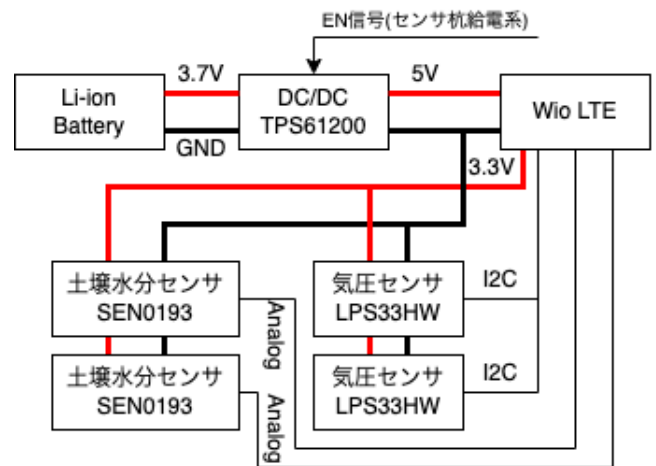 EN信号(センサ杭給電系)
3.7V
5V
Li-ion
Battery
DC/DC
TPS61200
Wio LTE
GND
3.3V
土壌水分センサ
SEN0193
気圧センサ
LPS33HW
I2C
Analog
土壌水分センサ
SEN0193
気圧センサ
LPS33HW
I2C
Analog